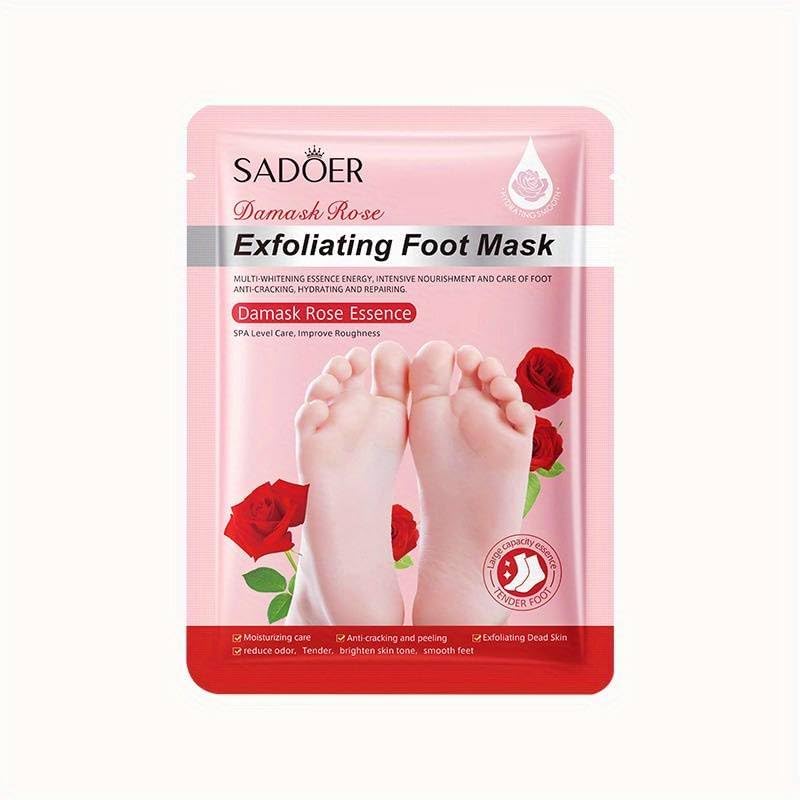 SADOER
Damask Rose
Exfoliating Foot Mask
MULTI-WHITENING ESSENCE ENERGY, INTENSIVE NOURISHMENT AND CARE OF FOOT
ANTI-CRACKING, HYDRATING AND REPAIRING.
Damask Rose Essence
SPA Level Care, Improve Roughness
HYDRATING SMOOTH
Large capacity essence
TENDER FOOT
Moisturizing care
Anti-cracking and peeling
Exfoliating Dead Skin
reduce odor, Tender, brighten skin tone, smooth feet